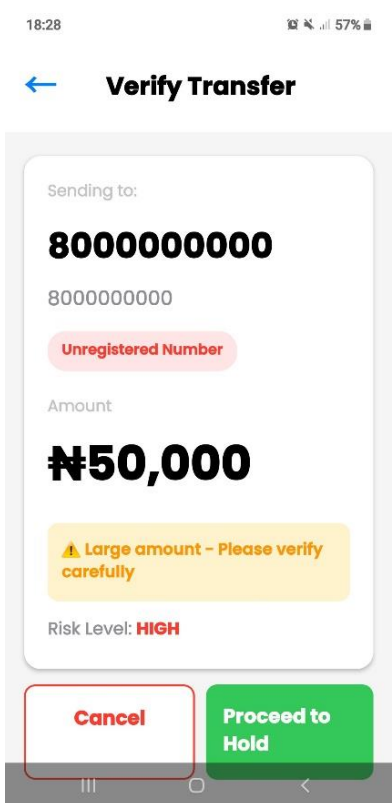 18:28
57%
Verify Transfer
Sending to:
8000000000
8000000000
Unregistered Number
Amount
₦50,000
⚠️ Large amount - Please verify
carefully
Risk Level: HIGH
Cancel
Proceed to
Hold